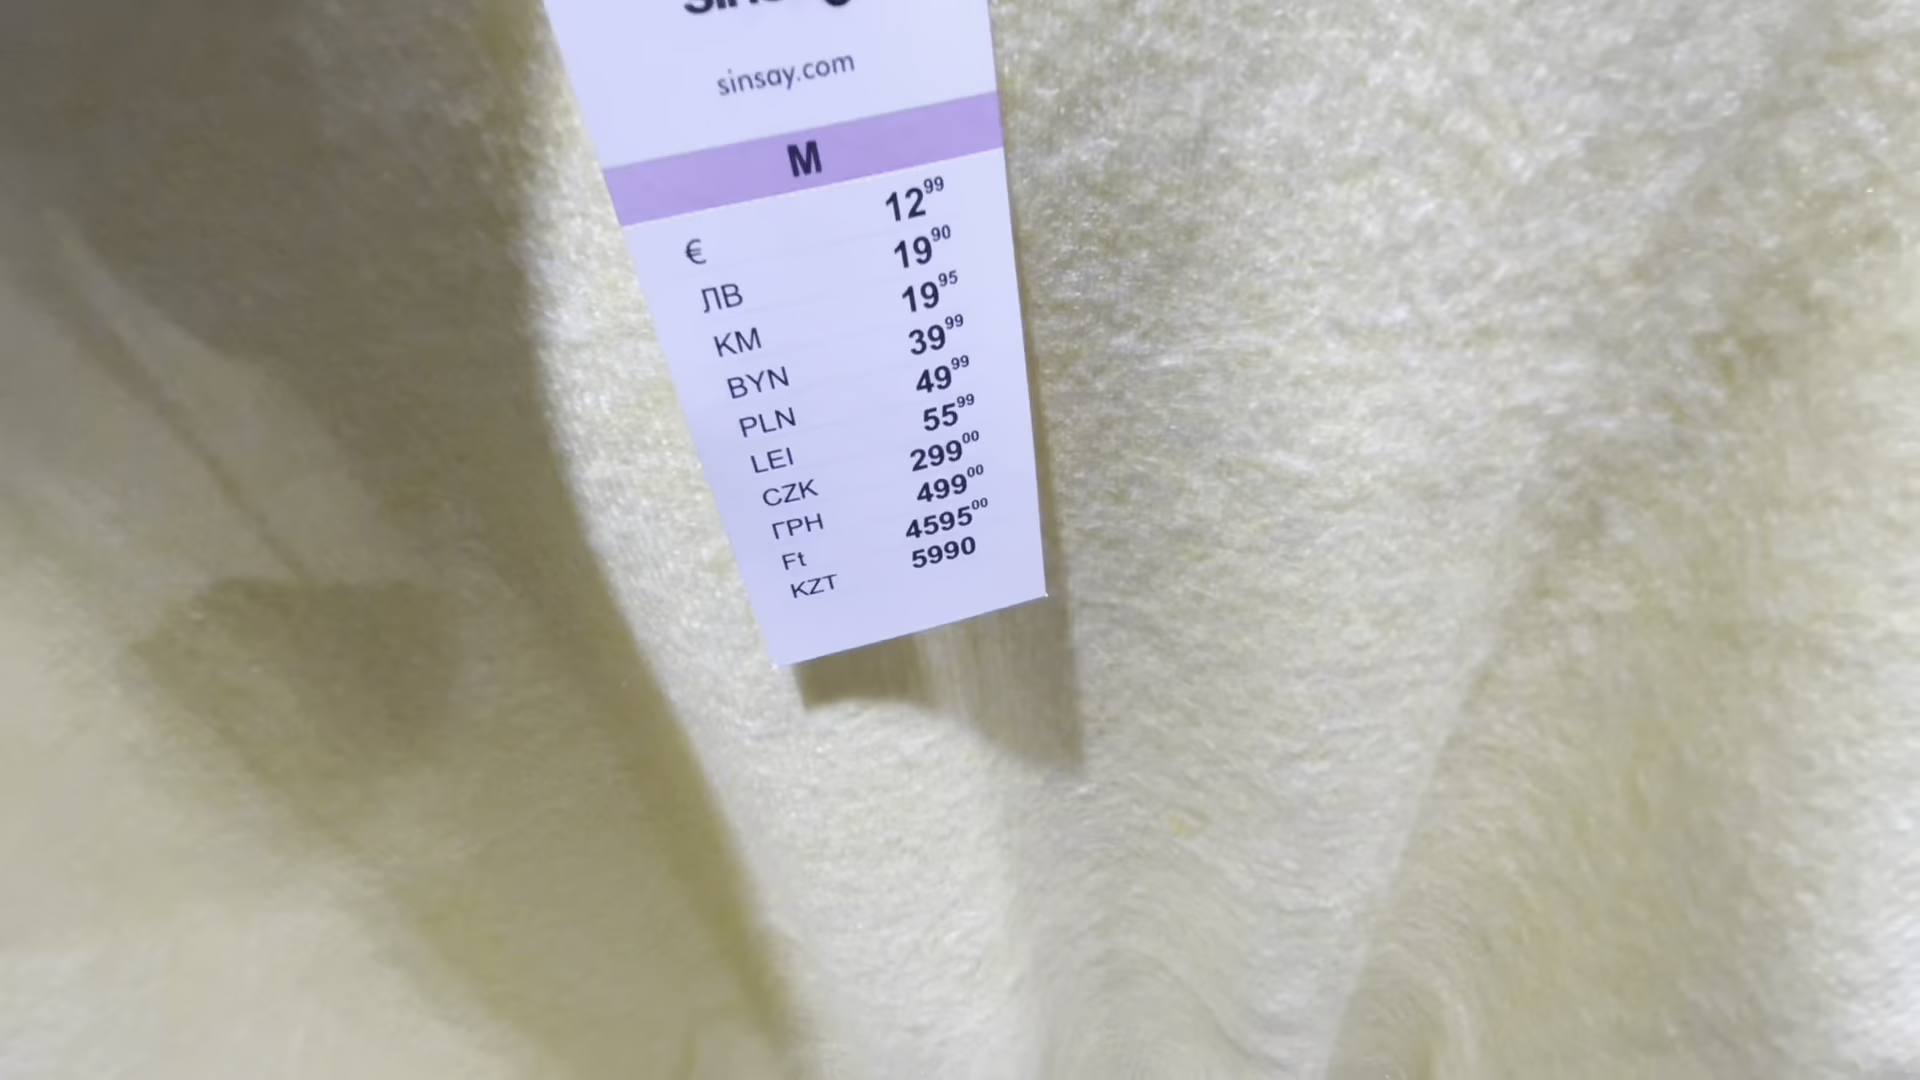 sinsay.com
M
€ 12⁹⁹
ЛВ 19⁹⁰
KM 19⁹⁵
BYN 39⁹⁹
PLN 49⁹⁹
LEI 55⁹⁹
CZK 299⁰⁰
ГРН 499⁰⁰
Ft 4595⁰⁰
KZT 5990